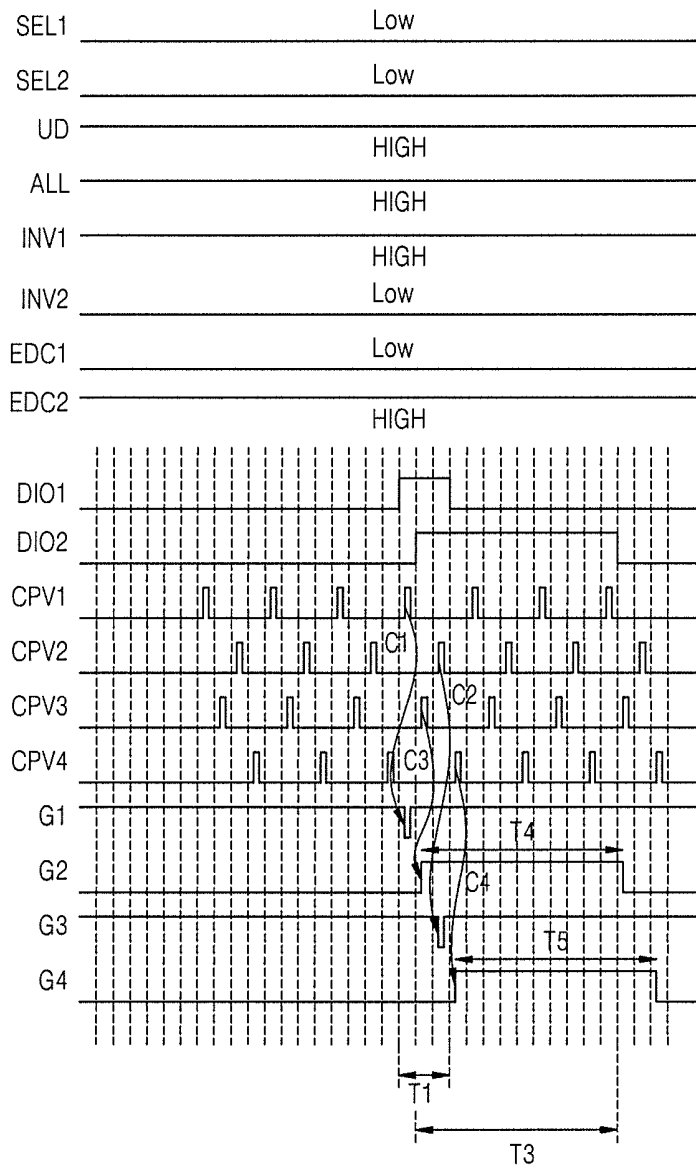 SEL1 Low
SEL2 Low
UD HIGH
ALL HIGH
INV1 HIGH
INV2 Low
EDC1 Low
EDC2 HIGH
DIO1
DIO2
CPV1
CPV2 C1
CPV3 C2
CPV4 C3
G1
G2 T4
C4
G3
G4 T5
T1
T3